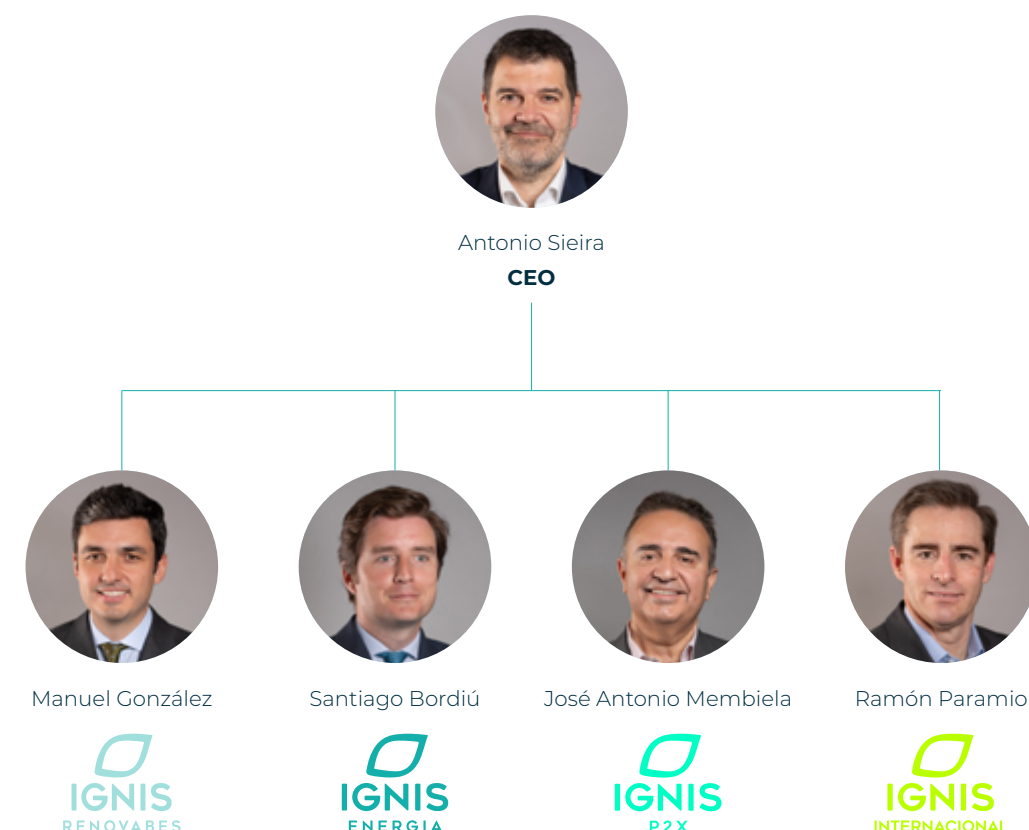 Antonio Sieira
CEO
Manuel González
Santiago Bordiú
José Antonio Membiela
Ramón Paramio
IGNIS
RENOVABES
IGNIS
ENERGIA
IGNIS
P2X
IGNIS
INTERNACIONAL